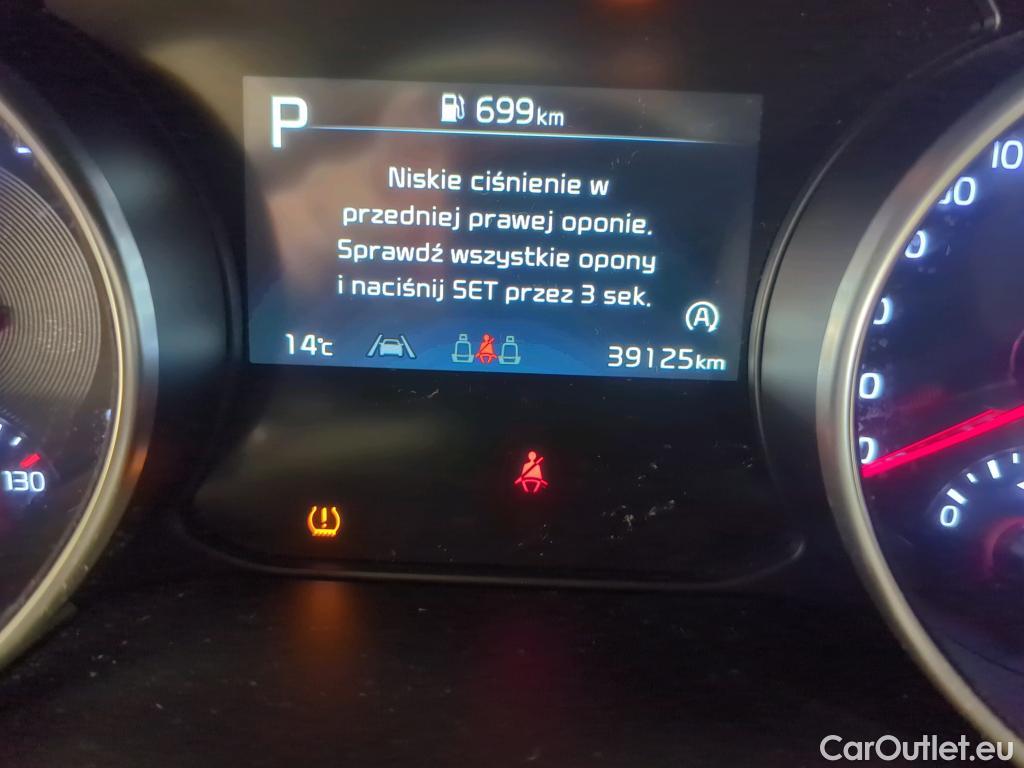 P
699km
Niskie ciśnienie w
przedniej prawej oponie.
Sprawdź wszystkie opony
i naciśnij SET przez 3 sek.
A
14°C
39125km
130
0
CarOutlet.eu